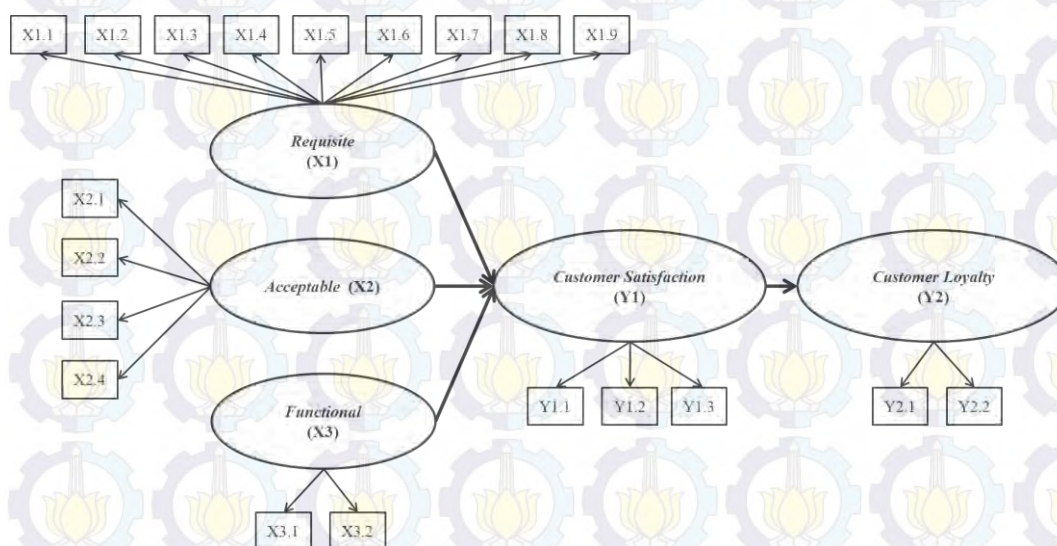 X1.1 X1.2 X1.3 X1.4 X1.5 X1.6 X1.7 X1.8 X1.9
Requisite
(X1)
X2.1
X2.2
X2.3
X2.4
Acceptable (X2)
Customer Satisfaction
(Y1)
Customer Loyalty
(Y2)
Functional
(X3)
Y1.1 Y1.2 Y1.3
Y2.1 Y2.2
X3.1 X3.2